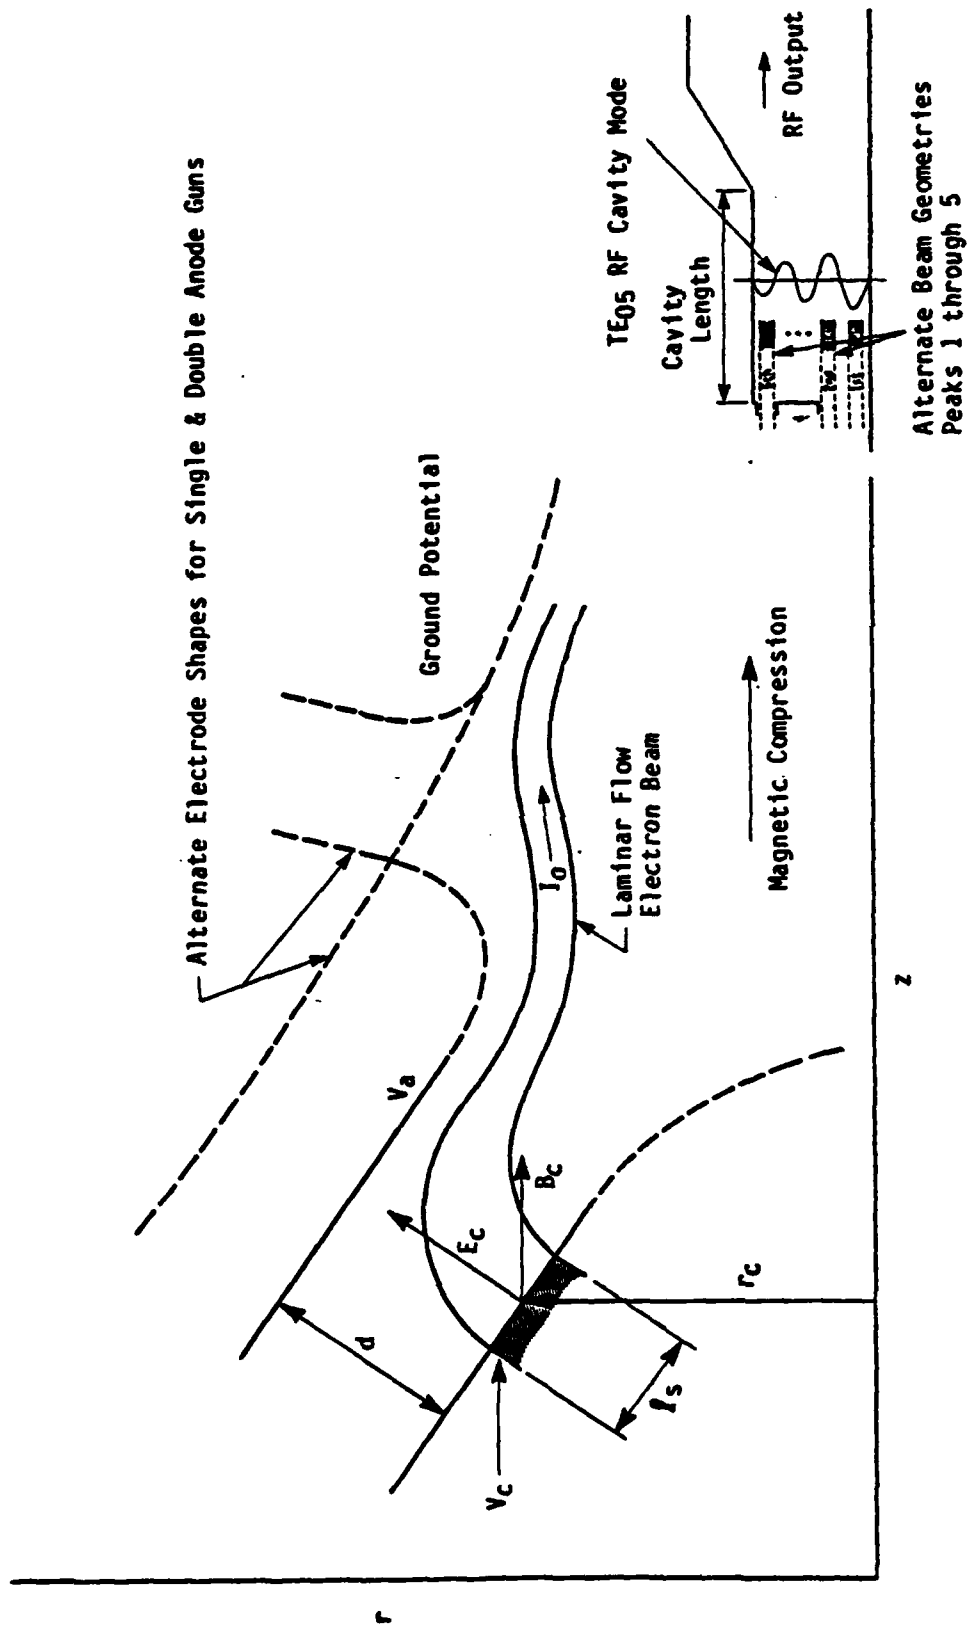 Alternate Electrode Shapes for Single & Double Anode Guns
Ground Potential
TE05 RF Cavity Mode
Cavity
Length
RF Output
Alternate Beam Geometries
Peaks 1 through 5
Va
d
Ec
Bc
Vc
ls
rc
Io
Laminar Flow
Electron Beam
Magnetic Compression
r
z